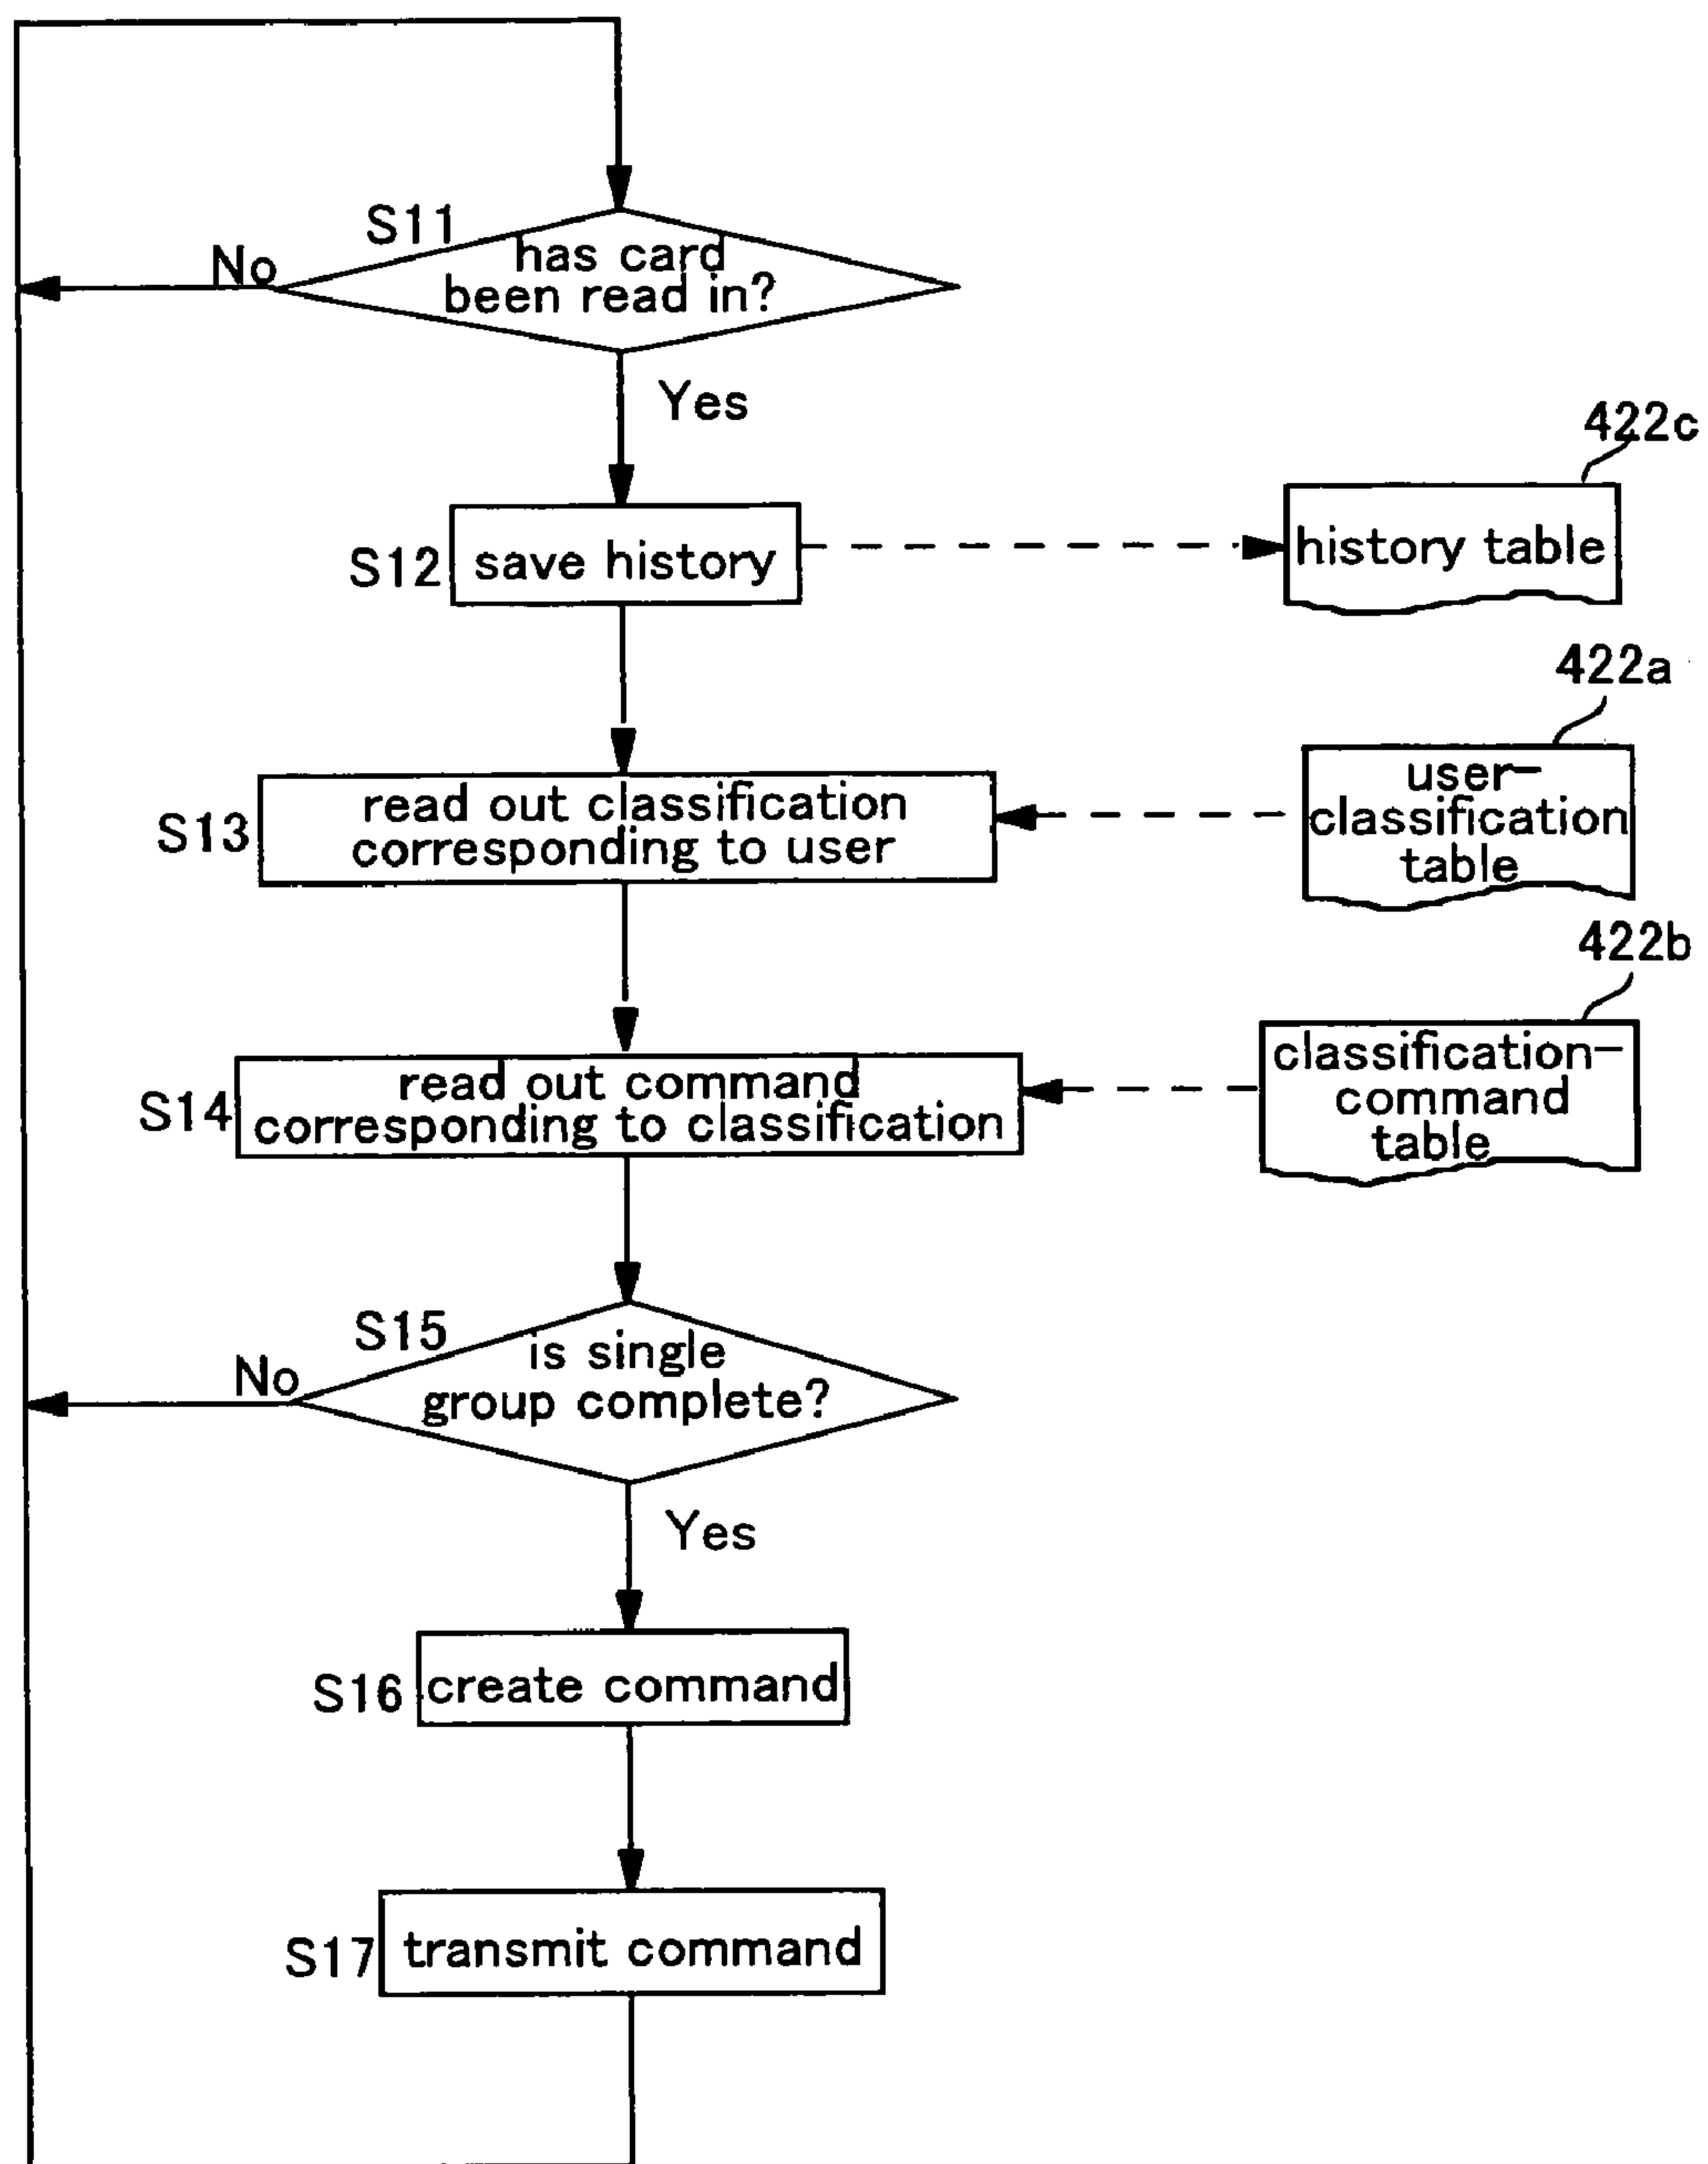 S11
has card
been read in?
No
Yes
422c
S12
save history
history table
422a
S13
read out classification
corresponding to user
user-
classification
table
422b
S14
read out command
corresponding to classification
classification-
command
table
S15
is single
group complete?
No
Yes
S16
create command
S17
transmit command